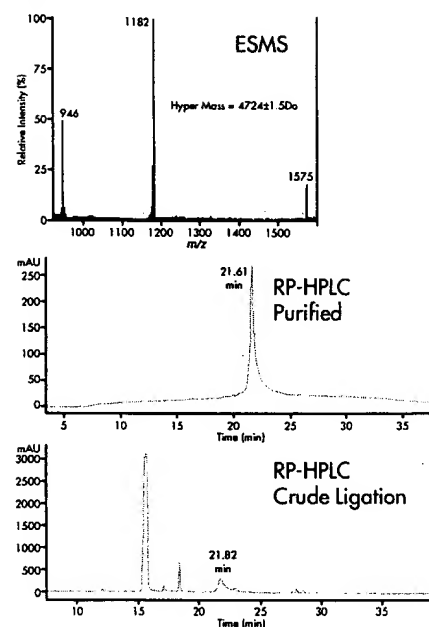 ESMS
Relative Intensity (%)
100
75
50
25
0
1182
946
Hyper Mass = 4724±1.5Da
1575
1000 1100 1200 1300 1400 1500
m/z
mAU
250
200
150
100
50
0
21.61
min
RP-HPLC
Purified
5 10 15 20 25 30 35
Time (min)
mAU
3000
2500
2000
1500
1000
500
0
21.82
min
RP-HPLC
Crude Ligation
10 15 20 25 30 35
Time (min)